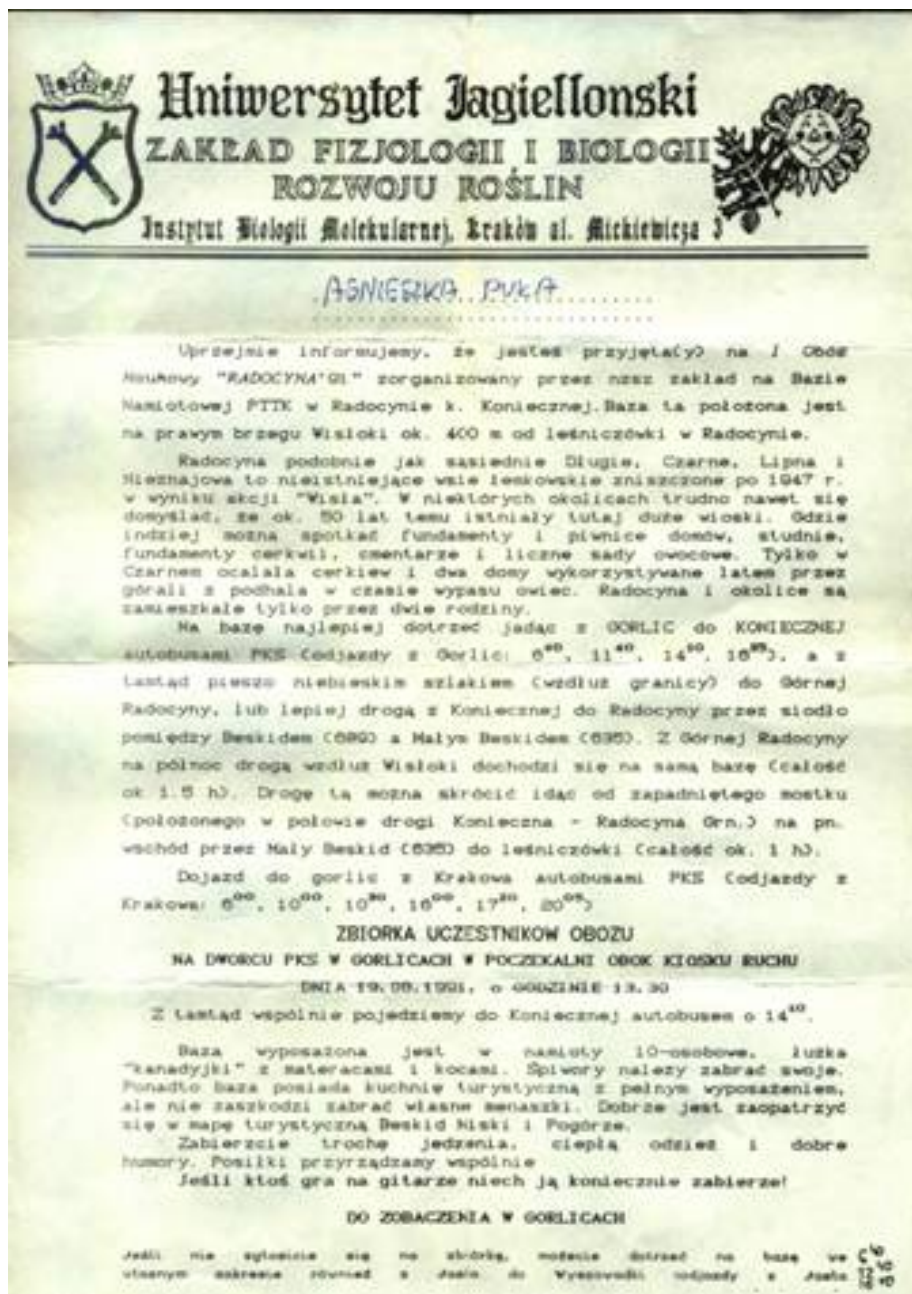 Uniwersytet Jagiellonski
ZAKŁAD FIZJOLOGII I BIOLOGII
ROZWOJU ROŚLIN
Instytut Biologii Molekularnej, Kraków al. Mickiewicza 3
AGNIESZKA PUKA
Uprzejmie informujemy, że jesteś przyjęta(y) na I Obóz
Naukowy "RADOCYNA'91" zorganizowany przez nasz zakład na Bazie
Namiotowej PTTK w Radocynie k. Koniecznej. Baza ta położona jest
na prawym brzegu Wisłoki ok. 400 m od leśniczówki w Radocynie.
Radocyna podobnie jak sąsiednie Długie, Czarne, Lipna i
Nieznajowa to nieistniejące wsie łemkowskie zniszczone po 1947 r.
w wyniku akcji "Wisła". W niektórych okolicach trudno nawet się
domyślać, że ok. 50 lat temu istniały tutaj duże wioski. Gdzie
indziej można spotkać fundamenty i piwnice domów, studnie,
fundamenty cerkwii, cmentarze i liczne sady owocowe. Tylko w
Czarnem ocalała cerkiew i dwa domy wykorzystywane latem przez
górali z podhala w czasie wypasu owiec. Radocyna i okolice są
zamieszkałe tylko przez dwie rodziny.
Na bazę najlepiej dotrzeć jadąc z GORLIC do KONIECZNEJ
autobusami PKS (odjazdy z Gorlic: 11⁴⁰, 14¹⁰, a z
tamtąd pieszo niebieskim szlakiem (wzdłuż granicy) do Górnej
Radocyny, lub lepiej drogą z Koniecznej do Radocyny przez siodło
pomiędzy Beskidem a Małym Beskidem Z Górnej Radocyny
na północ drogą wzdłuż Wisłoki dochodzi się na samą bazę (całość
ok 1.5 h). Drogę tą można skrócić idąc od zapadniętego mostku
(położonego w połowie drogi Konieczna - Radocyna Grn.) na pn.
wschód przez Mały Beskid do leśniczówki (całość ok. 1 h).
Dojazd do gorlic z Krakowa autobusami PKS (odjazdy z
Krakowa: 6⁰⁰, 10⁰⁰, 10³⁰, 16⁰⁰, 17²⁰, 20⁰⁵)
ZBIORKA UCZESTNIKOW OBOZU
NA DWORCU PKS W GORLICACH W POCZEKALNI OBOK KIOSKU RUCHU
DNIA 1991, o GODZINIE 13.30
Z tamtąd wspólnie pojedziemy do Koniecznej autobusem o 14¹⁰.
Baza wyposażona jest w namioty 10-osobowe, łużka
"kanadyjki" z materacami i kocami. Śpiwory należy zabrać swoje.
Ponadto baza posiada kuchnię turystyczną z pełnym wyposażeniem,
ale nie zaszkodzi zabrać własne menaszki. Dobrze jest zaopatrzyć
się w mapę turystyczną Beskid Niski i Pogórze.
Zabierzcie trochę jedzenia, ciepłą odzież i dobre
humory. Posiłki przyrządzamy wspólnie
Jeśli ktoś gra na gitarze niech ją koniecznie zabierze!
DO ZOBACZENIA W GORLICACH
Jeśli nie zgłosicie się na zbiórkę, możecie dotrzeć na bazę we
własnym zakresie również z Jasła do Wyszowadki odjazdy z Jasła